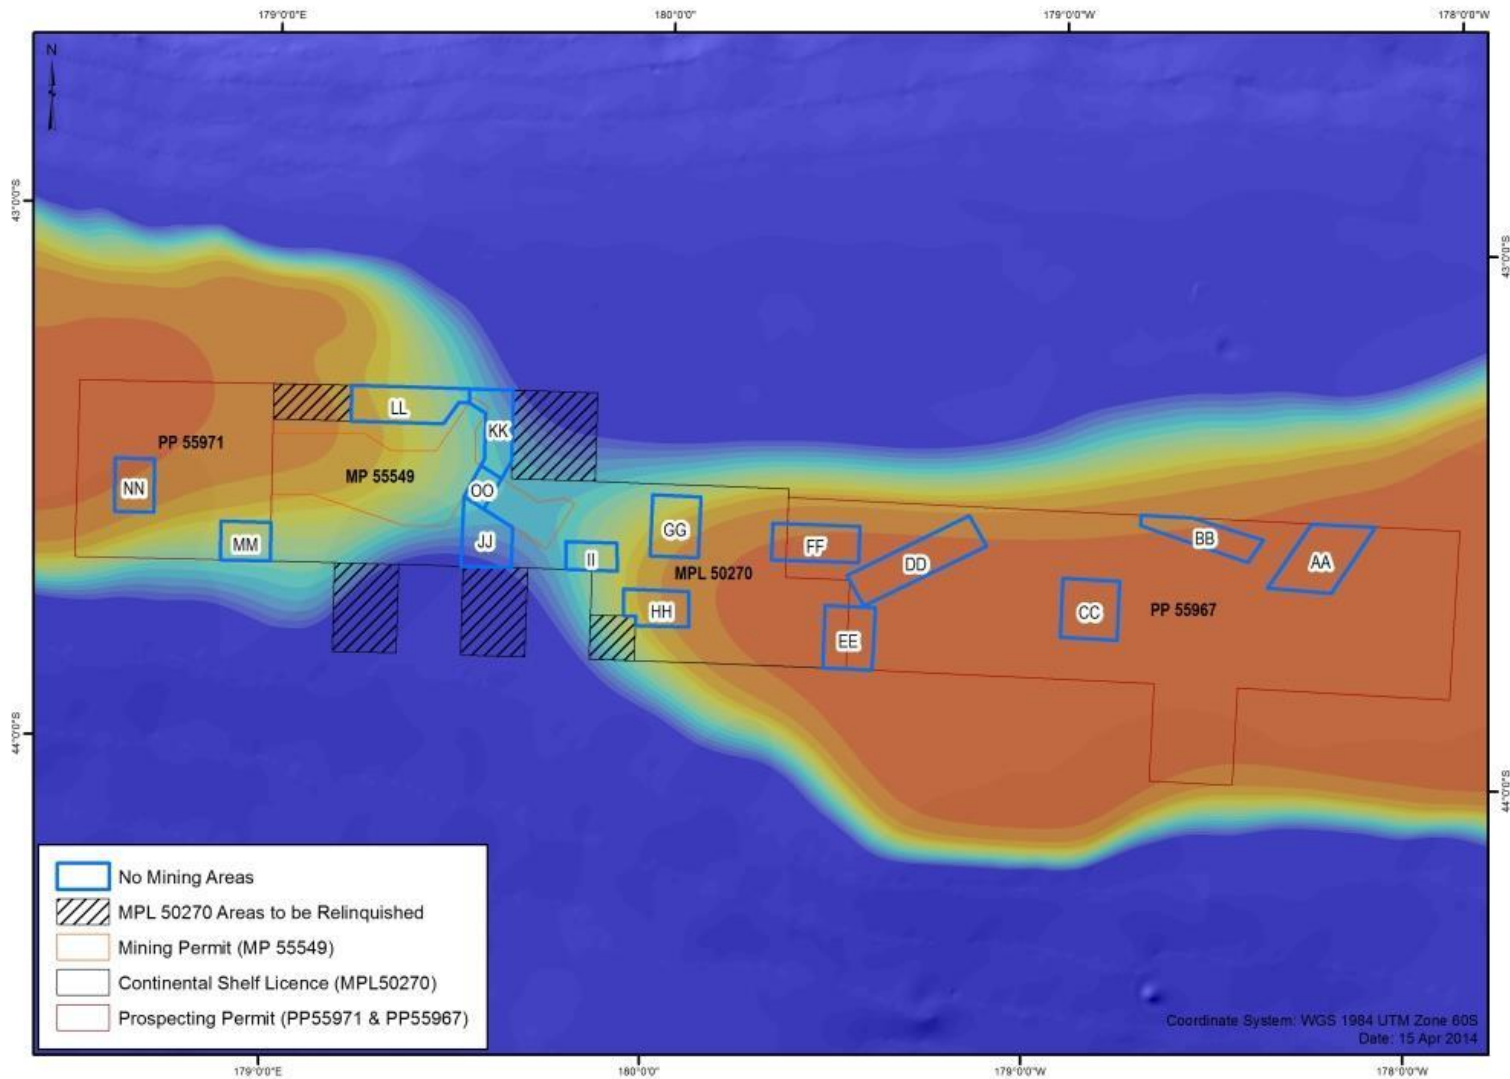 179°0'0"E
180°0'0"
179°0'0"W
178°0'0"W
N
43°0'0"S
43°0'0"S
LL
KK
PP 55971
MP 55549
NN
OO
MM
JJ
II
GG
FF
DD
BB
AA
MPL 50270
HH
EE
CC
PP 55967
44°0'0"S
44°0'0"S
No Mining Areas
MPL 50270 Areas to be Relinquished
Mining Permit (MP 55549)
Continental Shelf Licence (MPL50270)
Prospecting Permit (PP55971 & PP55967)
Coordinate System: WGS 1984 UTM Zone 60S
Date: 15 Apr 2014
179°0'0"E
180°0'0"
179°0'0"W
178°0'0"W